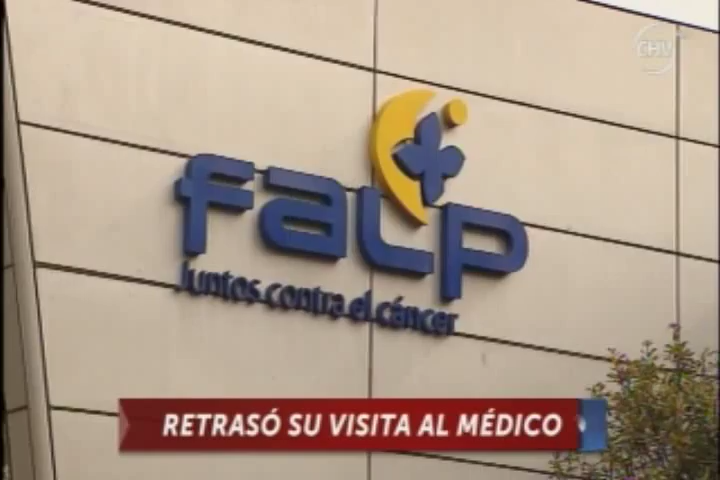 CHV
falp
Juntos contra el cáncer
RETRASÓ SU VISITA AL MÉDICO